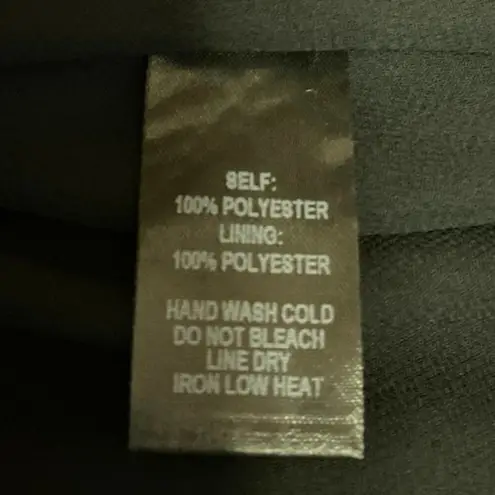 SELF:
100% POLYESTER
LINING:
100% POLYESTER
HAND WASH COLD
DO NOT BLEACH
LINE DRY
IRON LOW HEAT